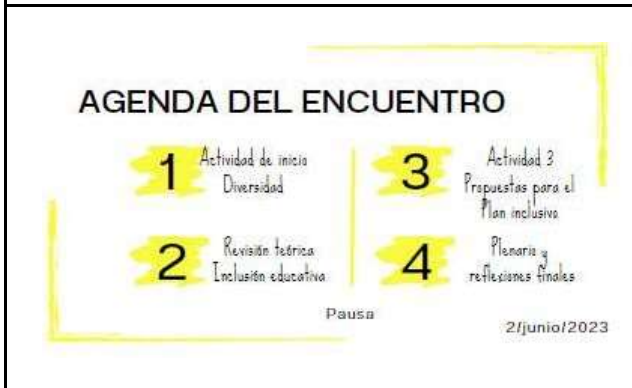 AGENDA DEL ENCUENTRO
1
Actividad de inicio
Diversidad
2
Revisión teórica
Inclusión educativa
3
Actividad 3
Propuestas para el
Plan inclusivo
4
Plenaria y
reflexiones finales
Pausa
2/junio/2023